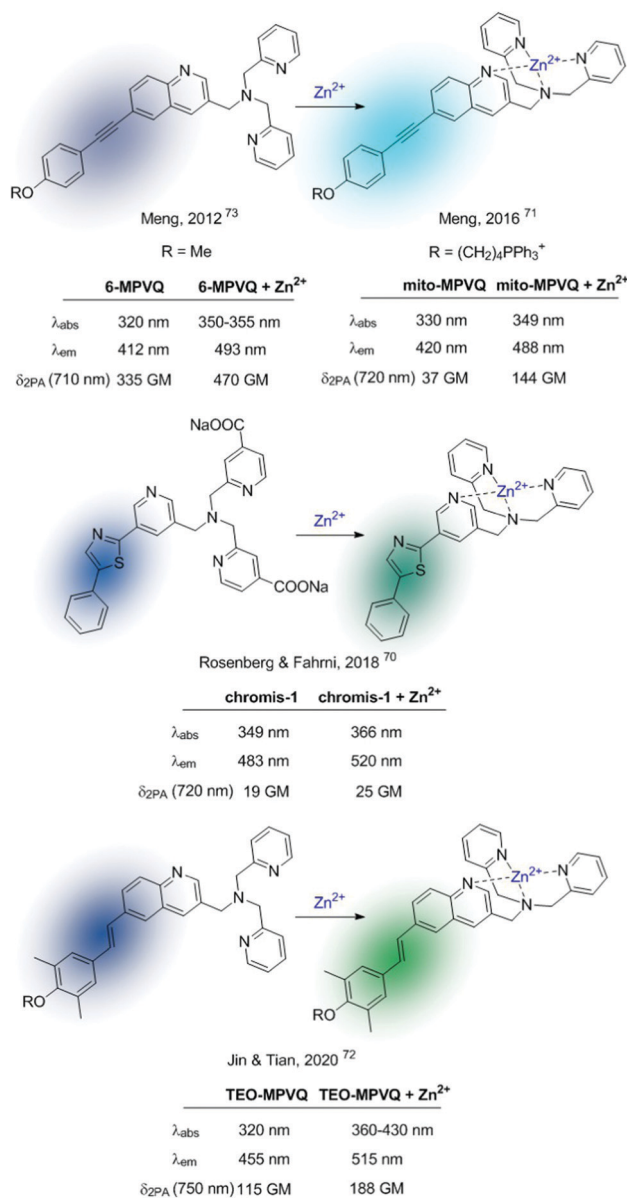 N
N
N
N
RO
Zn2+
N
N
Zn2+
N
N
RO
Meng, 2012 73
Meng, 2016 71
R = Me
R = (CH2)4PPh3+
6-MPVQ 6-MPVQ + Zn2+
λabs 320 nm 350-355 nm
λem 412 nm 493 nm
δ2PA (710 nm) 335 GM 470 GM
mito-MPVQ mito-MPVQ + Zn2+
λabs 330 nm 349 nm
λem 420 nm 488 nm
δ2PA (720 nm) 37 GM 144 GM
NaOOC
N
N
N
N
N
S
COONa
Zn2+
N
N
Zn2+
N
N
N
S
Rosenberg & Fahrni, 2018 70
chromis-1 chromis-1 + Zn2+
λabs 349 nm 366 nm
λem 483 nm 520 nm
δ2PA (720 nm) 19 GM 25 GM
N
N
N
N
RO
Zn2+
N
N
Zn2+
N
N
RO
Jin & Tian, 2020 72
TEO-MPVQ TEO-MPVQ + Zn2+
λabs 320 nm 360-430 nm
λem 455 nm 515 nm
δ2PA (750 nm) 115 GM 188 GM